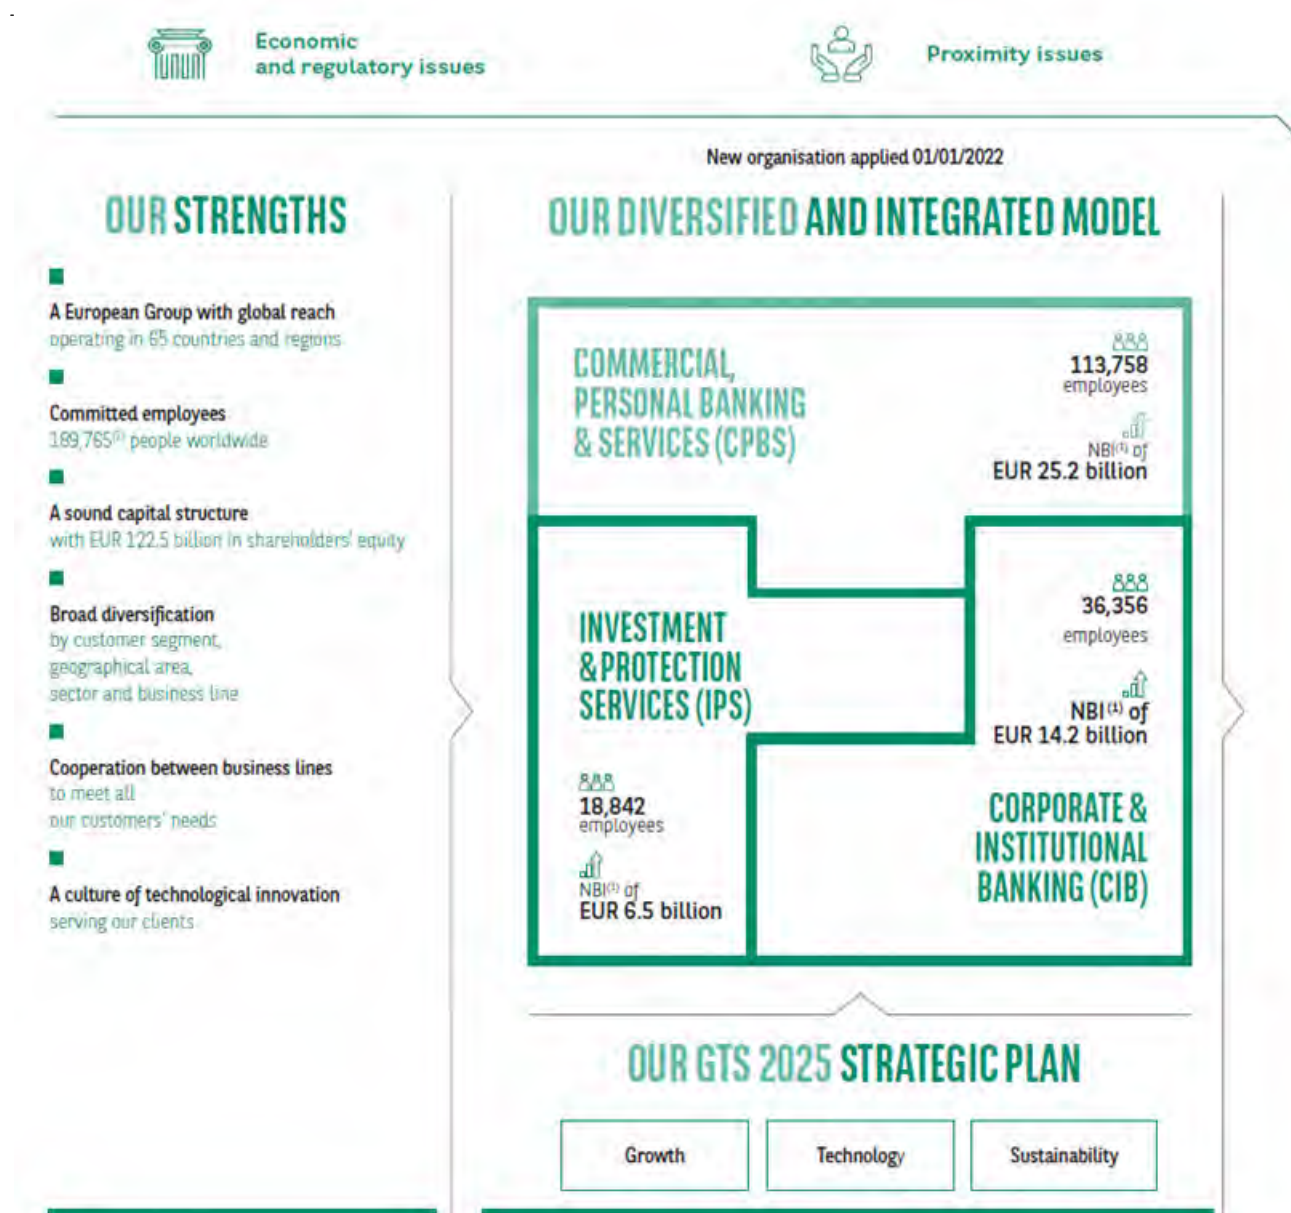 Economic
and regulatory issues
Proximity issues
New organisation applied 01/01/2022
OUR STRENGTHS
A European Group with global reach
operating in 65 countries and regions
Committed employees
189,765⁽²⁾ people worldwide
A sound capital structure
with EUR 122.5 billion in shareholders' equity
Broad diversification
by customer segment,
geographical area,
sector and business line
Cooperation between business lines
to meet all
our customers' needs
A culture of technological innovation
serving our clients
OUR DIVERSIFIED AND INTEGRATED MODEL
COMMERCIAL,
PERSONAL BANKING
& SERVICES (CPBS)
113,758
employees
NBI⁽¹⁾ of
EUR 25.2 billion
INVESTMENT
& PROTECTION
SERVICES (IPS)
18,842
employees
NBI⁽¹⁾ of
EUR 6.5 billion
36,356
employees
NBI⁽¹⁾ of
EUR 14.2 billion
CORPORATE &
INSTITUTIONAL
BANKING (CIB)
OUR GTS 2025 STRATEGIC PLAN
Growth
Technology
Sustainability